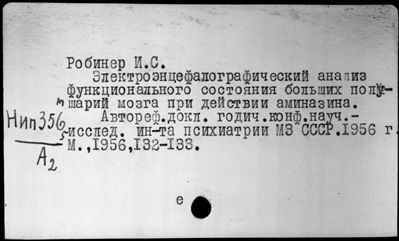 Робинер И.С.
Электроэнцефалографический анализ
функционального состояния больших полу-
шарий мозга при действии аминазина.
Автореф.докл. годич.конф.науч.-
исслед. ин-та психиатрии МЗ СССР.1956 г.
М.,1956,132-133.
Нип356
А2
е